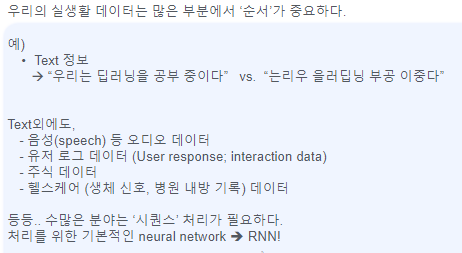 우리의 실생활 데이터는 많은 부분에서 ‘순서’가 중요하다.
예)
• Text 정보
→ “우리는 딥러닝을 공부 중이다” vs. “는리우 을러딥닝 부공 이중다”
Text외에도,
- 음성(speech) 등 오디오 데이터
- 유저 로그 데이터 (User response; interaction data)
- 주식 데이터
- 헬스케어 (생체 신호, 병원 내방 기록) 데이터
등등.. 수많은 분야는 ‘시퀀스’ 처리가 필요하다.
처리를 위한 기본적인 neural network ➔ RNN!